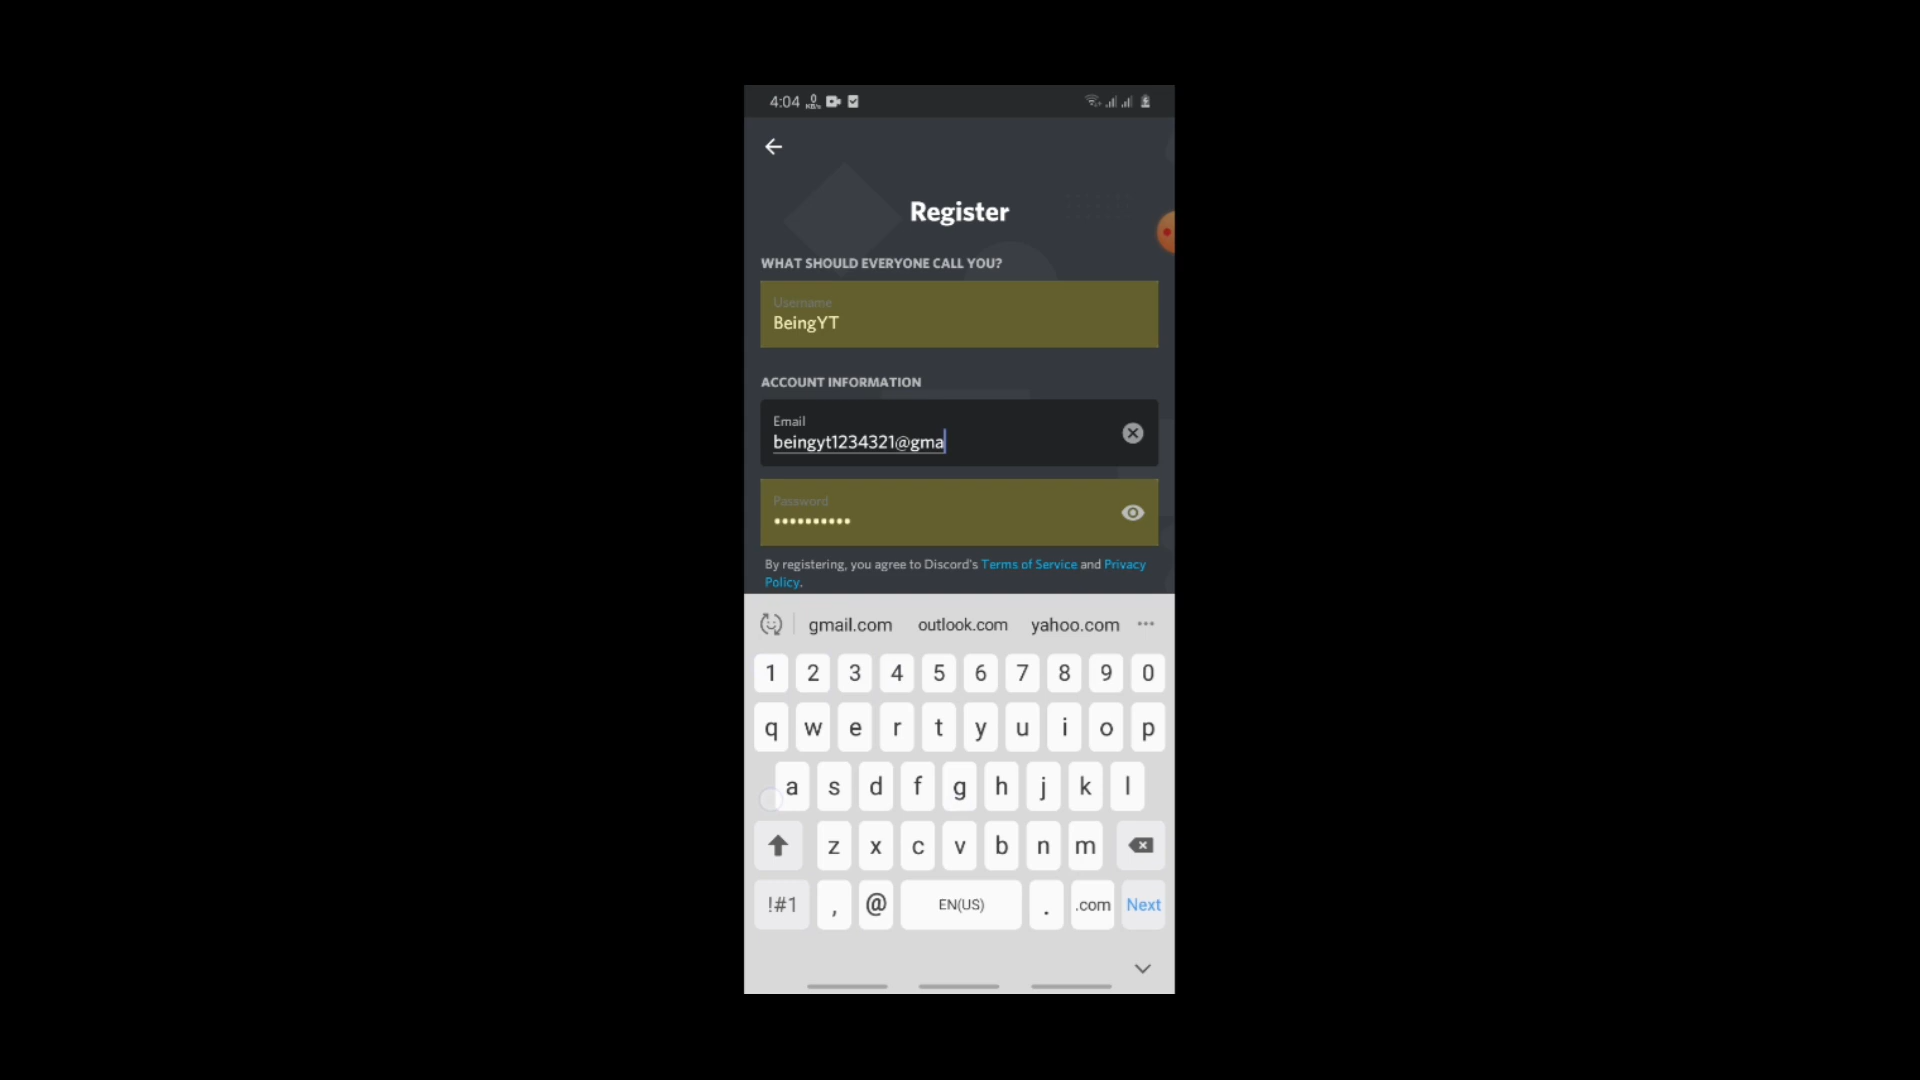 4:04 0 KB/s
Register
WHAT SHOULD EVERYONE CALL YOU?
Username
BeingYT
ACCOUNT INFORMATION
Email
beingyt1234321@gma
Password
By registering, you agree to Discord's Terms of Service and Privacy
Policy.
gmail.com outlook.com yahoo.com
1 2 3 4 5 6 7 8 9 0
q w e r t y u i o p
a s d f g h j k l
z x c v b n m
!#1 , @ EN(US) . .com Next